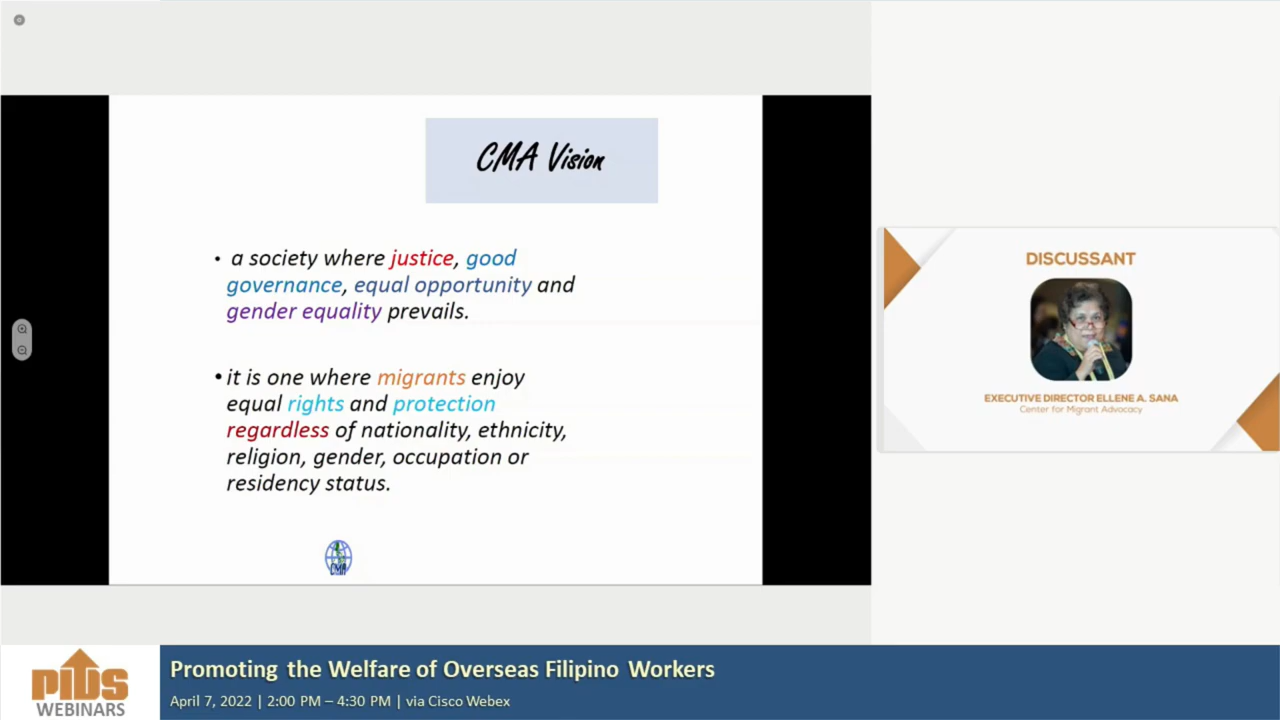 CMA Vision
• a society where justice, good
governance, equal opportunity and
gender equality prevails.
• it is one where migrants enjoy
equal rights and protection
regardless of nationality, ethnicity,
religion, gender, occupation or
residency status.
CMA
DISCUSSANT
EXECUTIVE DIRECTOR ELLENE A. SANA
Center for Migrant Advocacy
PIDS
WEBINARS
Promoting the Welfare of Overseas Filipino Workers
April 7, 2022 | 2:00 PM – 4:30 PM | via Cisco Webex